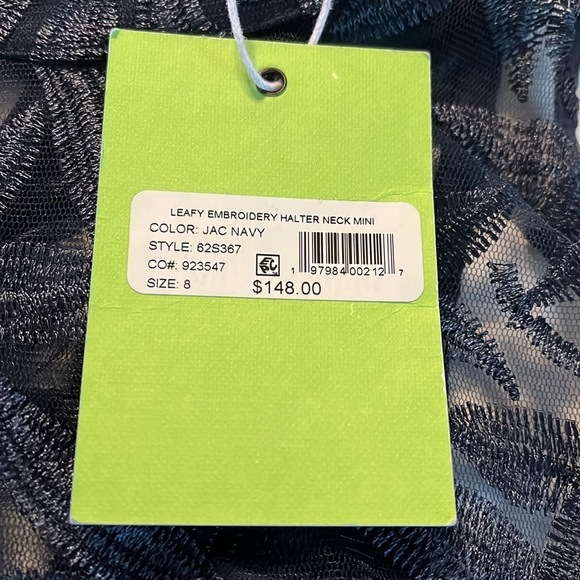 LEAFY EMBROIDERY HALTER NECK MINI
COLOR: JAC NAVY
STYLE: 62S367
CO#: 923547
SIZE: 8
1 97984 00212 7
$148.00